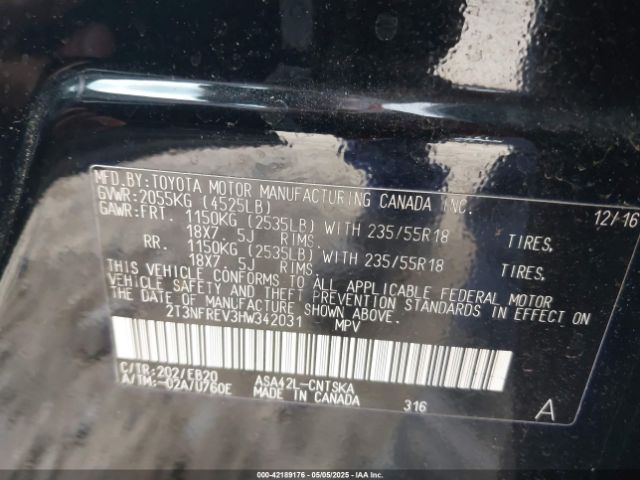 MFD.BY:TOYOTA MOTOR MANUFACTURING CANADA INC.
GVWR:2055KG (4525LB) 12/16
GAWR:FRT. 1150KG (2535LB) WITH 235/55R18 TIRES,
18X7.5J RIMS.
RR. 1150KG (2535LB) WITH 235/55R18 TIRES,
18X7.5J RIMS.
THIS VEHICLE CONFORMS TO ALL APPLICABLE FEDERAL MOTOR
VEHICLE SAFETY AND THEFT PREVENTION STANDARDS IN EFFECT ON
THE DATE OF MANUFACTURE SHOWN ABOVE.
2T3NFREV3HW342031 MPV
C/TR:202/EB20 ASA42L-CNTSKA
A/TM:-02A/U760E MADE IN CANADA 316 A
000-42189176 - 05/05/2025 - IAAI.COM